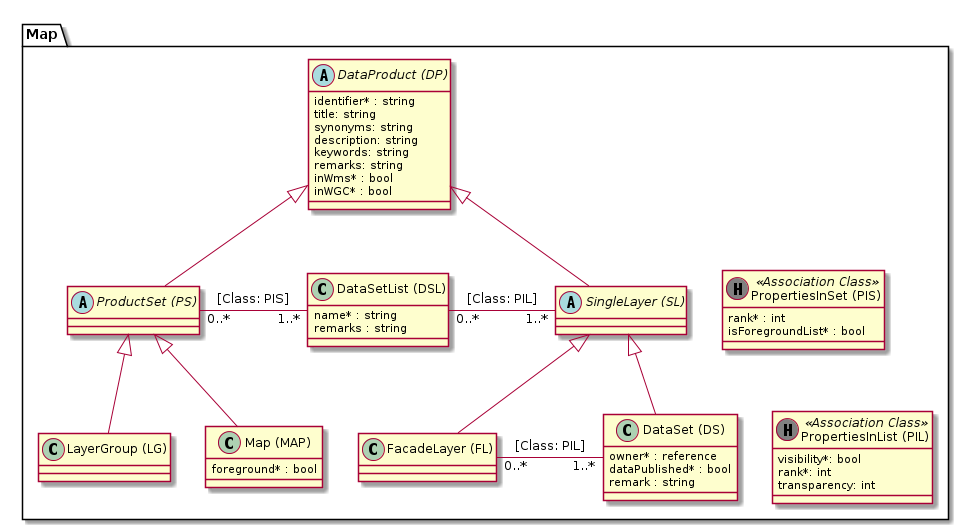 Map
A DataProduct (DP)
identifier* : string
title: string
synonyms: string
description: string
keywords: string
remarks: string
inWms* : bool
inWGC* : bool
A ProductSet (PS)
[Class: PIS]
0..* 1..*
C DataSetList (DSL)
name* : string
remarks : string
[Class: PIL]
0..* 1..*
A SingleLayer (SL)
H «Association Class»
PropertiesInSet (PIS)
rank* : int
isForegroundList* : bool
C LayerGroup (LG)
C Map (MAP)
foreground* : bool
C FacadeLayer (FL)
[Class: PIL]
0..* 1..*
C DataSet (DS)
owner* : reference
dataPublished* : bool
remark : string
H «Association Class»
PropertiesInList (PIL)
visibility*: bool
rank*: int
transparency: int